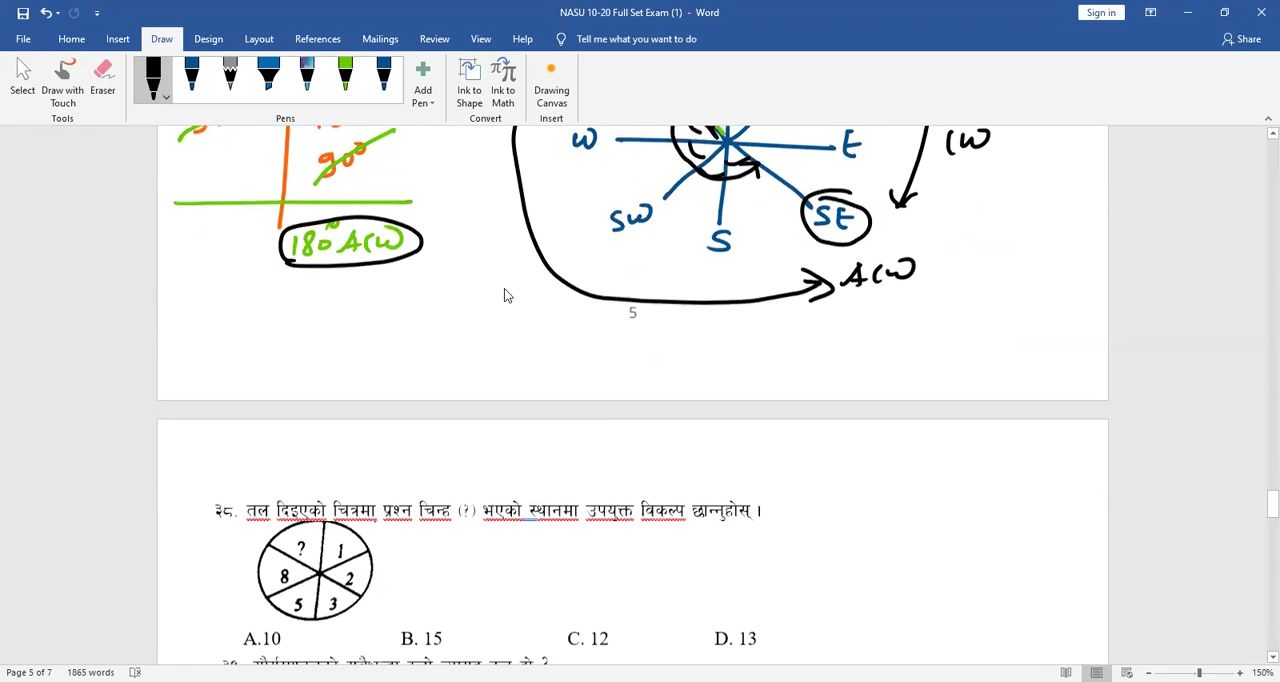 NASU 10-20 Full Set Exam (1) - Word
Sign in
File Home Insert Draw Design Layout References Mailings Review View Help Tell me what you want to do
Share
Select
Draw with Touch
Eraser
Add Pen
Ink to Shape
Ink to Math
Drawing Canvas
Tools
Pens
Convert
Insert
90°
180° A(W)
W
E
SW
S
SE
(W
A(W)
5
३८. तल दिइएको चित्रमा प्रश्न चिन्ह (?) भएको स्थानमा उपयुक्त विकल्प छान्नुहोस् ।
? 1
8 2
5 3
A.10 B. 15 C. 12 D. 13
Page 5 of 7 1865 words
150%